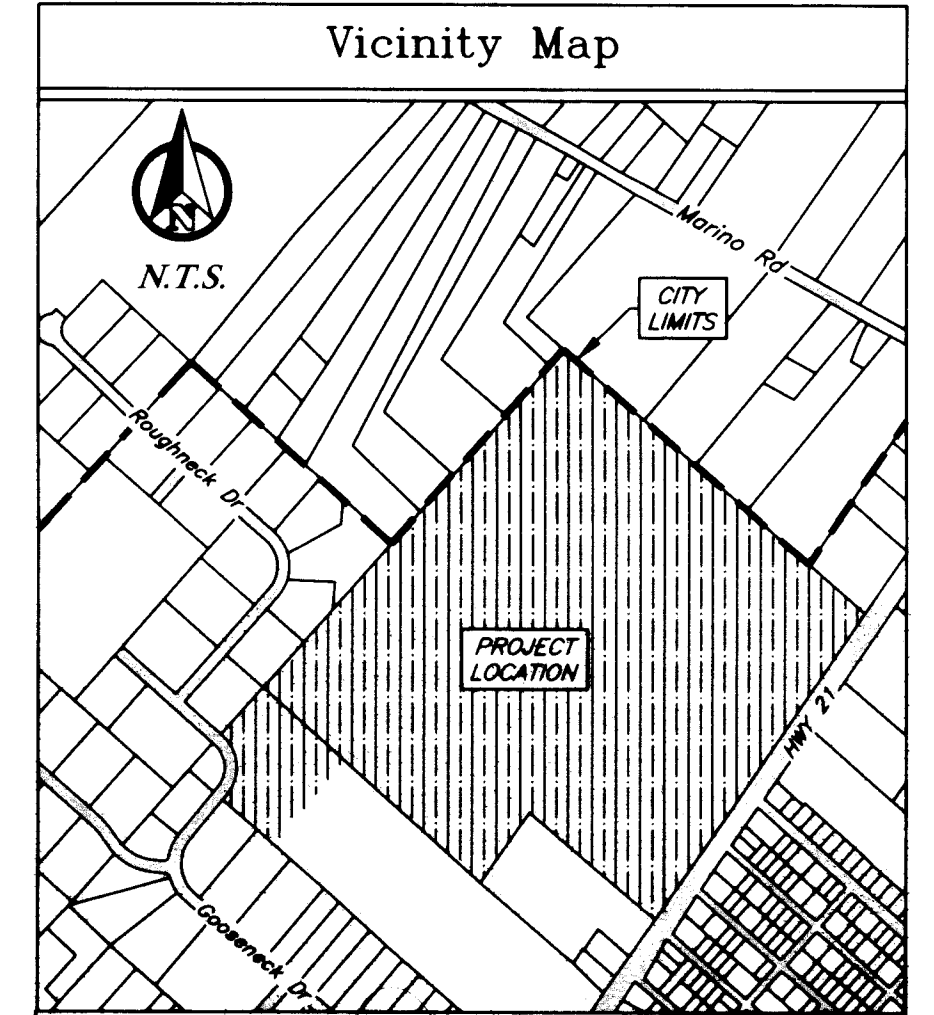 Vicinity Map
N
N.T.S.
Marino Rd
CITY
LIMITS
Roughneck Dr
PROJECT
LOCATION
HWY 21
Gooseneck Dr